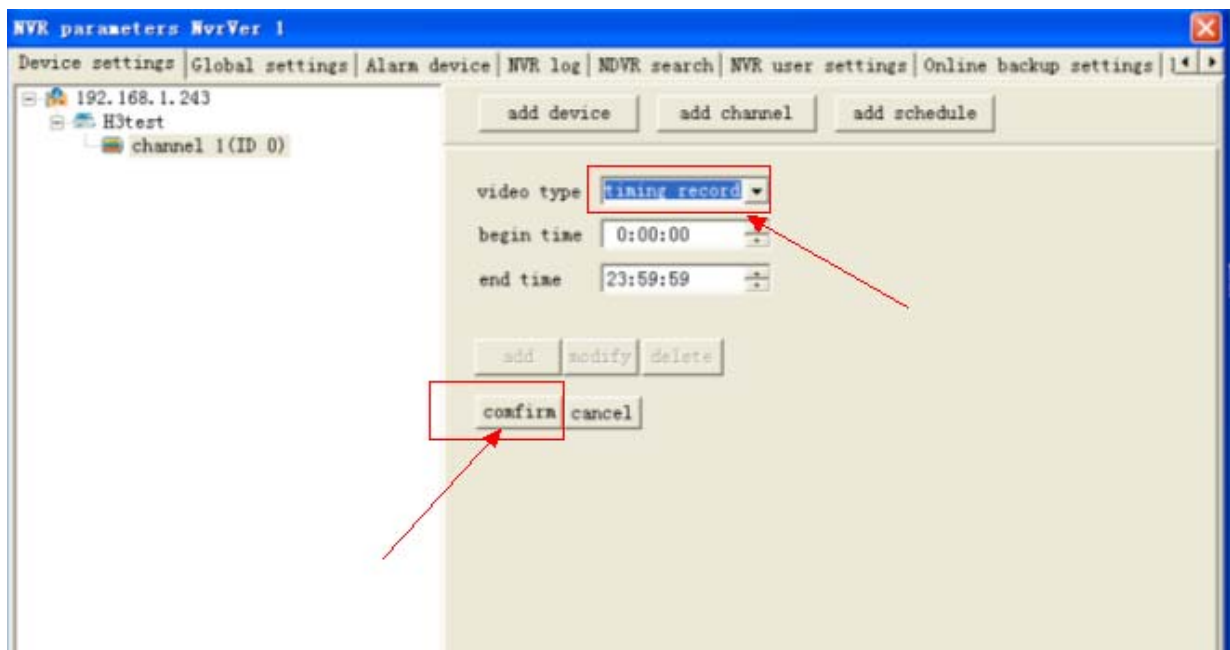 NVR parameters NvrVer 1
Device settings Global settings Alarm device NVR log NDVR search NVR user settings Online backup settings
192.168.1.243
H3test
channel 1(ID 0)
add device add channel add schedule
video type timing record
begin time 0:00:00
end time 23:59:59
add modify delete
comfirm cancel